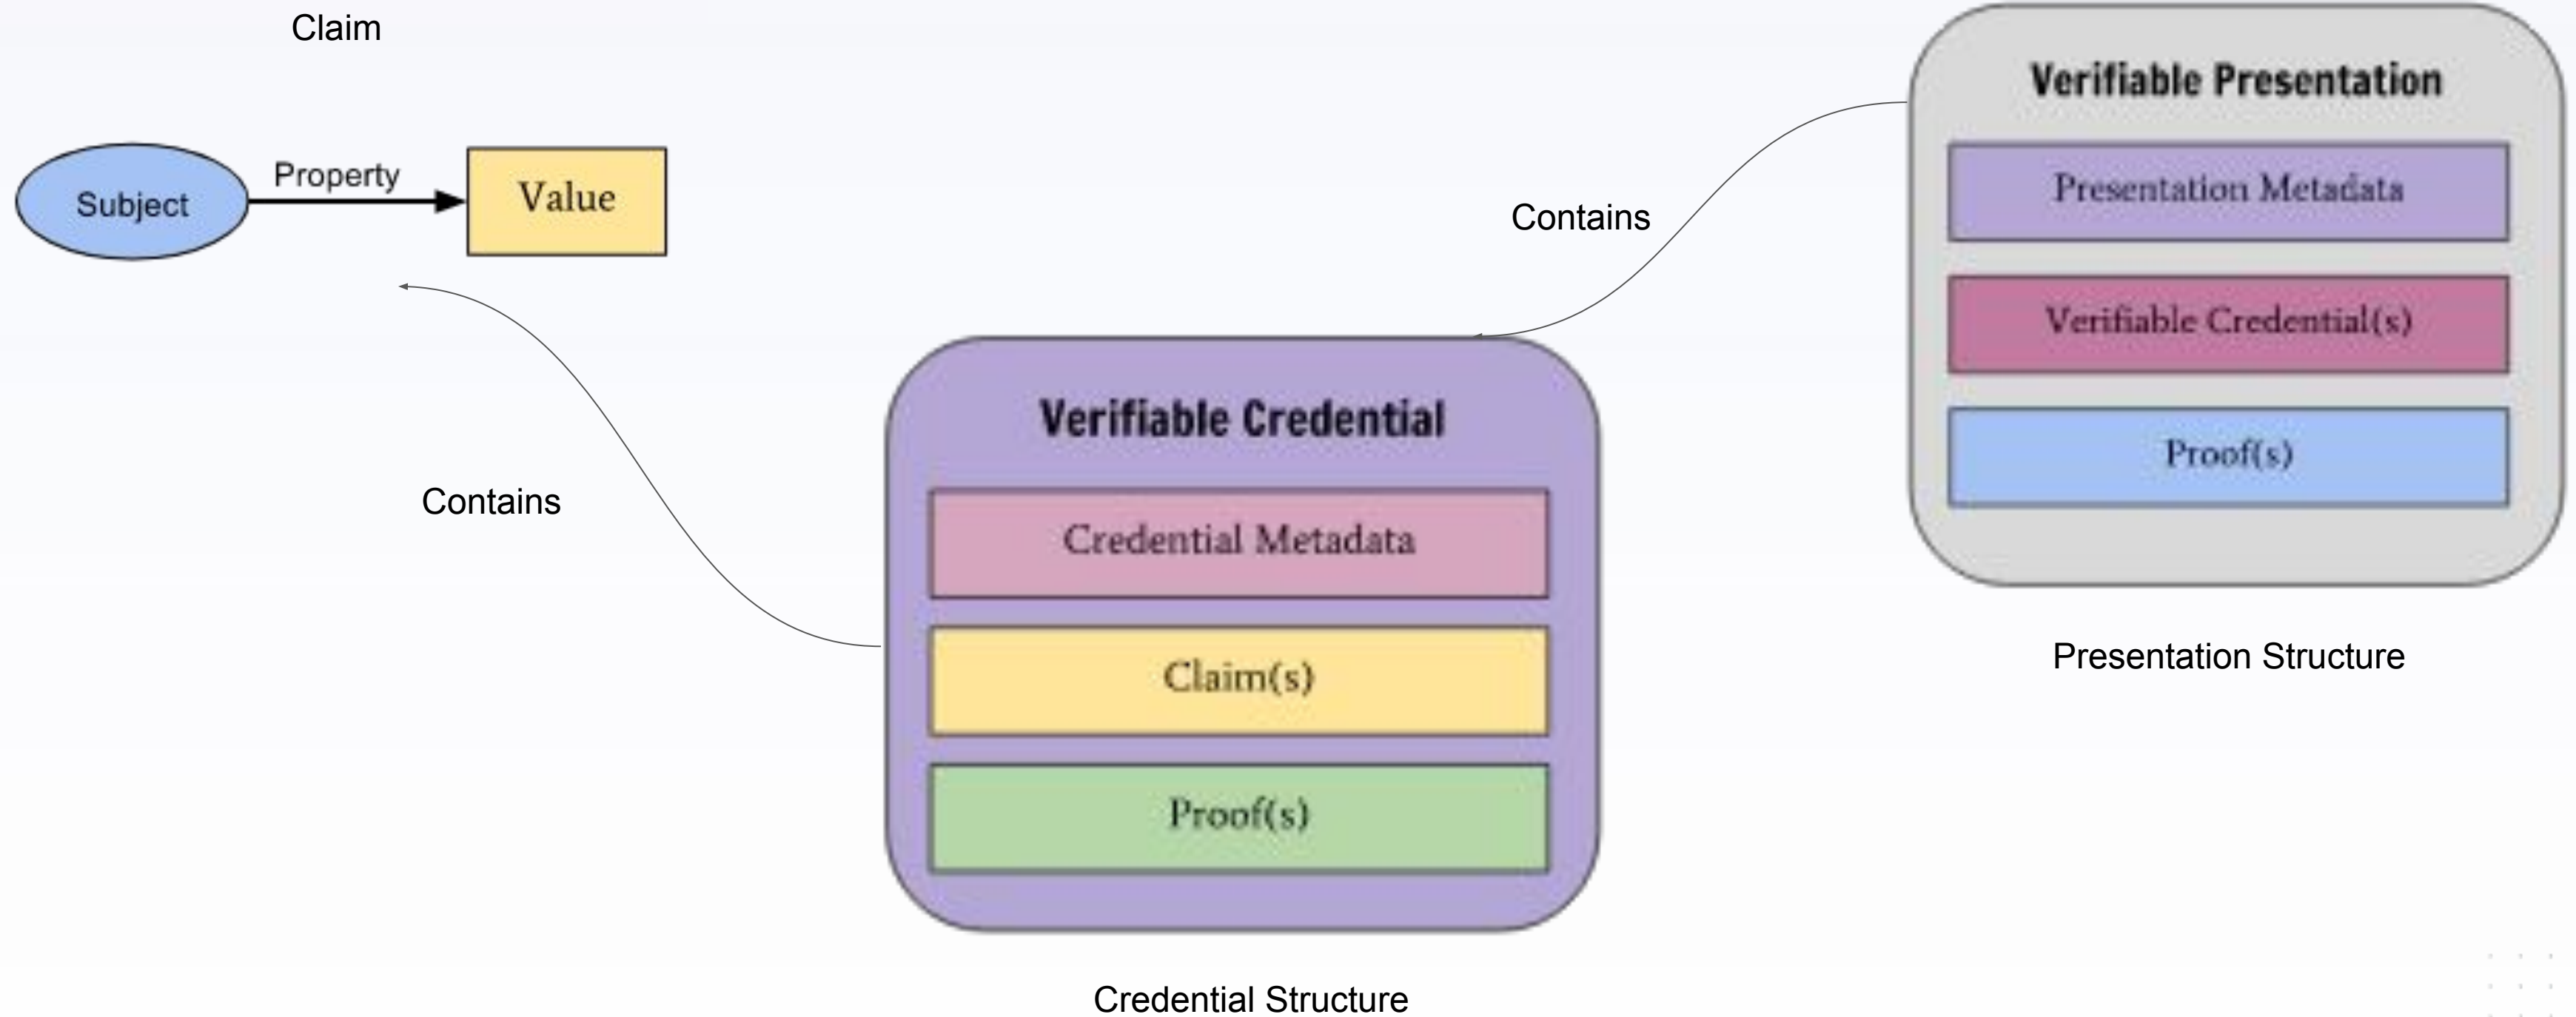 Claim
Subject
Property
Value
Contains
Verifiable Credential
Credential Metadata
Claim(s)
Proof(s)
Credential Structure
Contains
Verifiable Presentation
Presentation Metadata
Verifiable Credential(s)
Proof(s)
Presentation Structure